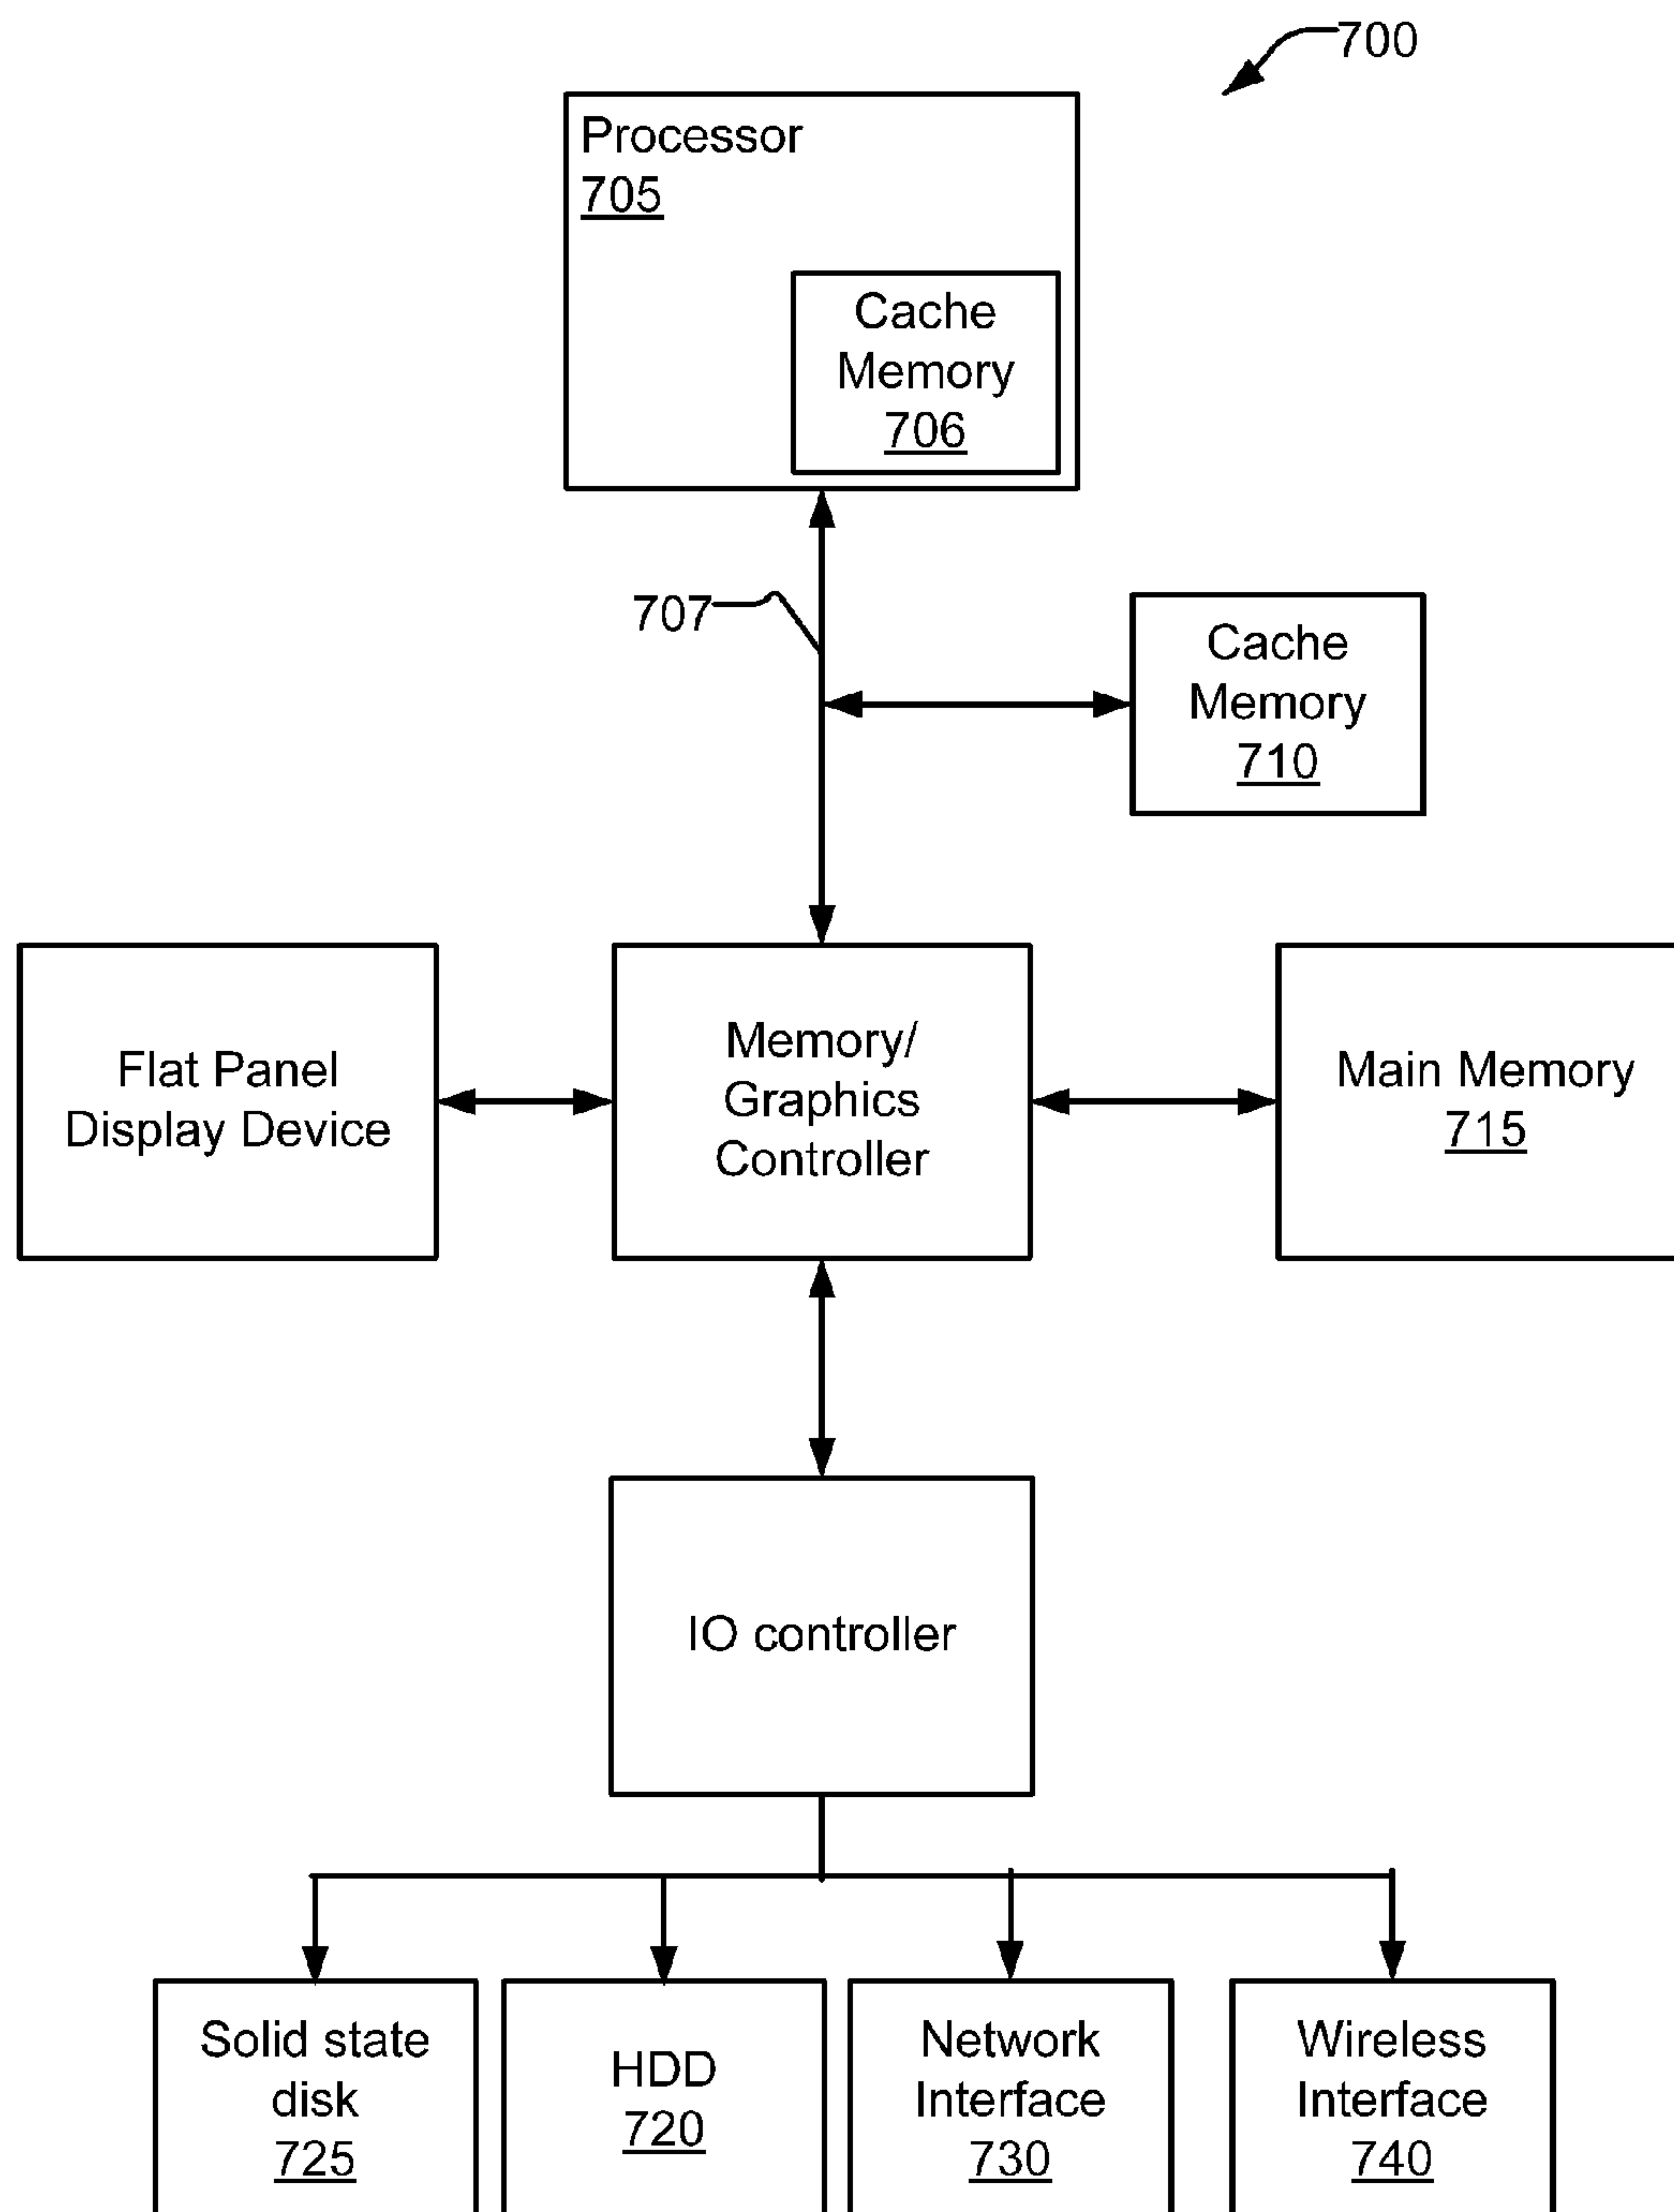 700
Processor
705
Cache
Memory
706
707
Cache
Memory
710
Flat Panel
Display Device
Memory/
Graphics
Controller
Main Memory
715
IO controller
Solid state
disk
725
HDD
720
Network
Interface
730
Wireless
Interface
740